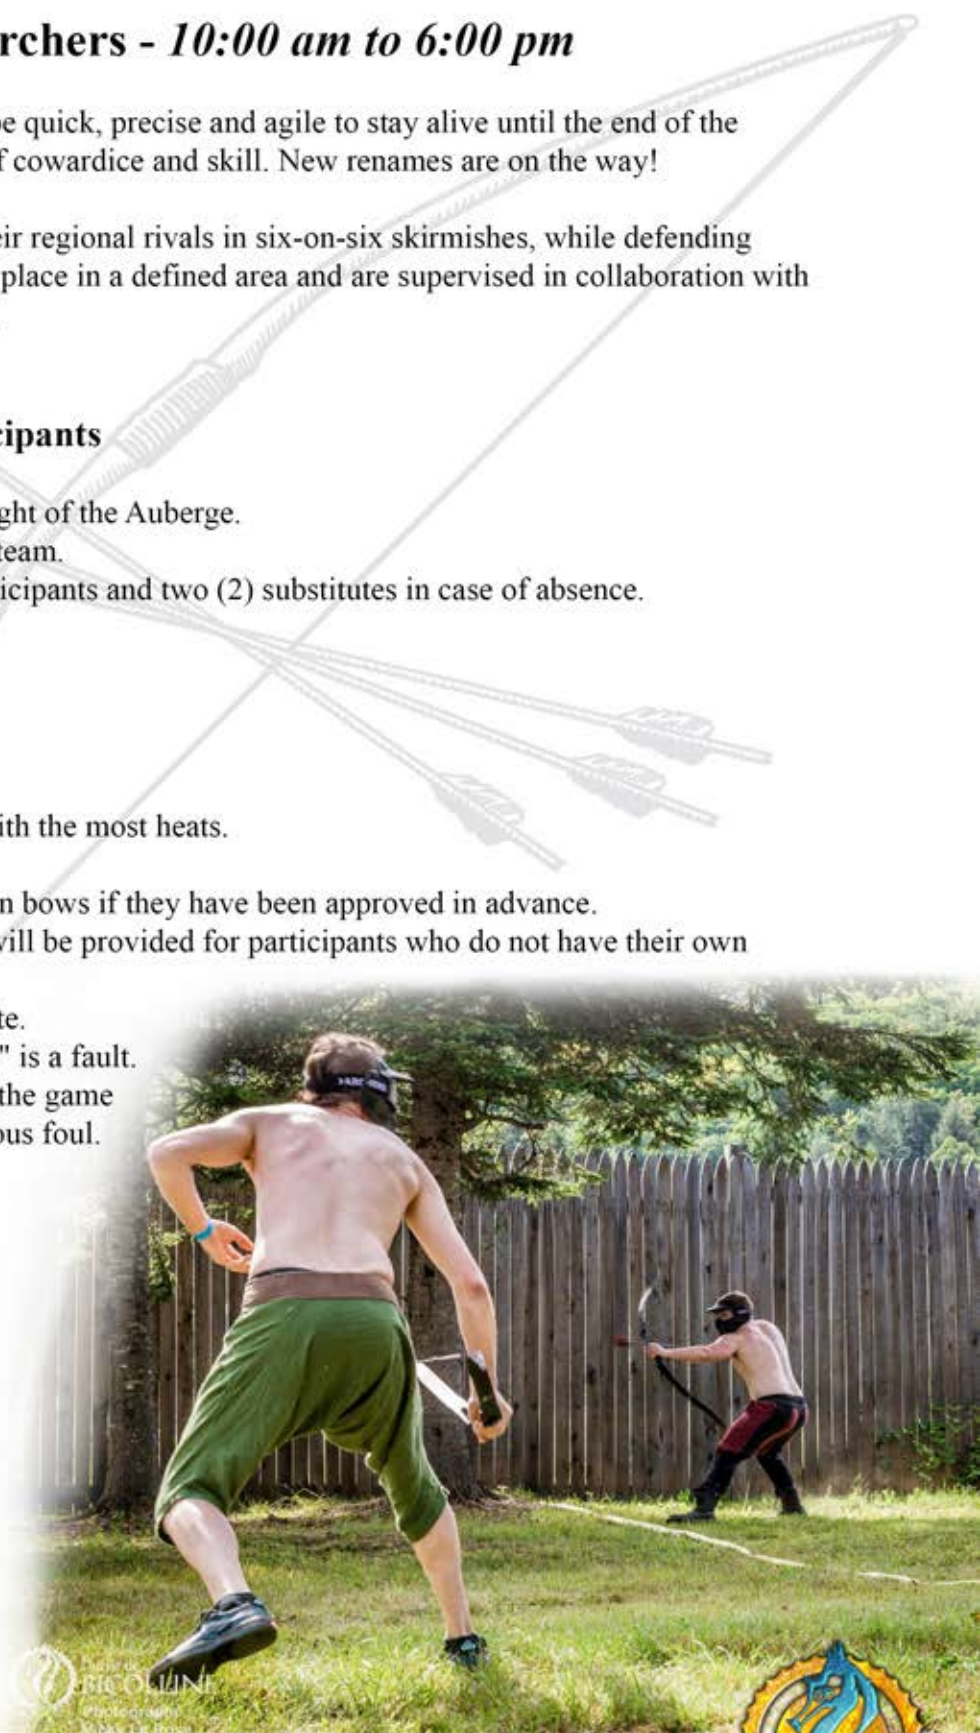 rchers - 10:00 am to 6:00 pm
e quick, precise and agile to stay alive until the end of the
f cowardice and skill. New renames are on the way!
eir regional rivals in six-on-six skirmishes, while defending
place in a defined area and are supervised in collaboration with
cipants
ght of the Auberge.
team.
icipants and two (2) substitutes in case of absence.
ith the most heats.
n bows if they have been approved in advance.
will be provided for participants who do not have their own
te.
" is a fault.
the game
ous foul.
BICOLLINE
Photographe